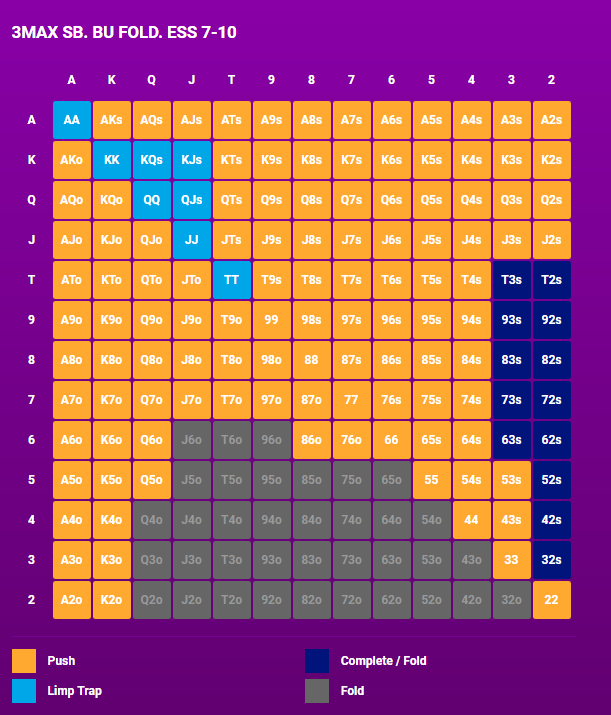 3MAX SB. BU FOLD. ESS 7-10
A K Q J T 9 8 7 6 5 4 3 2
A AA AKs AQs AJs ATs A9s A8s A7s A6s A5s A4s A3s A2s
K AKo KK KQs KJs KTs K9s K8s K7s K6s K5s K4s K3s K2s
Q AQo KQo QQ QJs QTs Q9s Q8s Q7s Q6s Q5s Q4s Q3s Q2s
J AJo KJo QJo JJ JTs J9s J8s J7s J6s J5s J4s J3s J2s
T ATo KTo QTo JTo TT T9s T8s T7s T6s T5s T4s T3s T2s
9 A9o K9o Q9o J9o T9o 99 98s 97s 96s 95s 94s 93s 92s
8 A8o K8o Q8o J8o T8o 98o 88 87s 86s 85s 84s 83s 82s
7 A7o K7o Q7o J7o T7o 97o 87o 77 76s 75s 74s 73s 72s
6 A6o K6o Q6o J6o T6o 96o 86o 76o 66 65s 64s 63s 62s
5 A5o K5o Q5o J5o T5o 95o 85o 75o 65o 55 54s 53s 52s
4 A4o K4o Q4o J4o T4o 94o 84o 74o 64o 54o 44 43s 42s
3 A3o K3o Q3o J3o T3o 93o 83o 73o 63o 53o 43o 33 32s
2 A2o K2o Q2o J2o T2o 92o 82o 72o 62o 52o 42o 32o 22
Push Complete / Fold
Limp Trap Fold